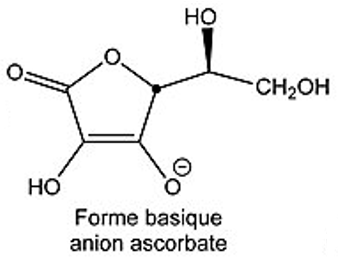 HO
O
O
CH₂OH
HO
O⊖
Forme basique
anion ascorbate